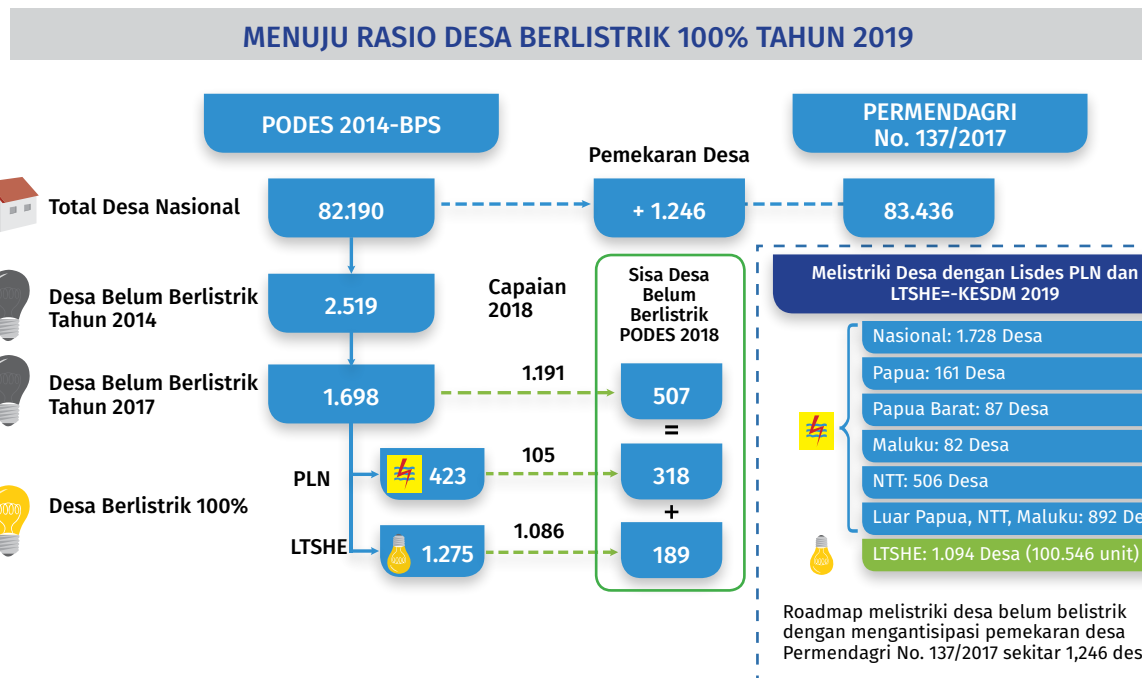 MENUJU RASIO DESA BERLISTRIK 100% TAHUN 2019
PODES 2014-BPS
PERMENDAGRI
No. 137/2017
Pemekaran Desa
Total Desa Nasional
82.190
+ 1.246
83.436
Desa Belum Berlistrik
Tahun 2014
2.519
Capaian
2018
Sisa Desa
Belum
Berlistrik
PODES 2018
Desa Belum Berlistrik
Tahun 2017
1.698
1.191
507
=
PLN
423
105
318
+
Desa Berlistrik 100%
LTSHE
1.275
1.086
189
Melistriki Desa dengan Lisdes PLN dan
LTSHE=-KESDM 2019
Nasional: 1.728 Desa
Papua: 161 Desa
Papua Barat: 87 Desa
Maluku: 82 Desa
NTT: 506 Desa
Luar Papua, NTT, Maluku: 892 De
LTSHE: 1.094 Desa (100.546 unit)
Roadmap melistriki desa belum belistrik
dengan mengantisipasi pemekaran desa
Permendagri No. 137/2017 sekitar 1,246 des